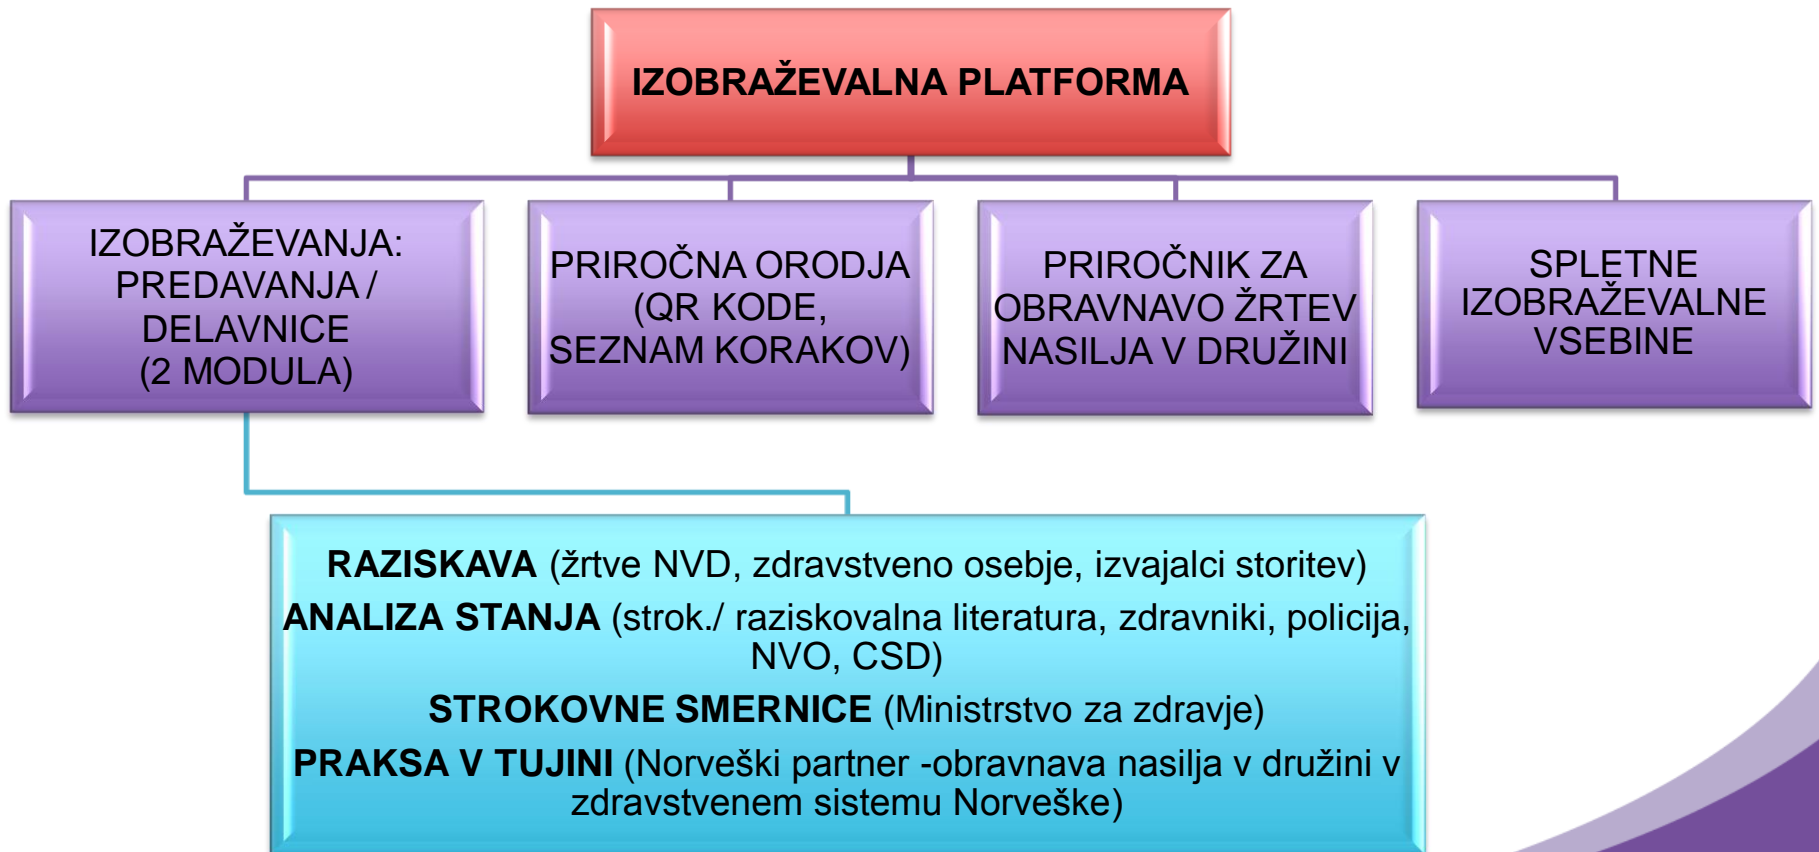 IZOBRAŽEVALNA PLATFORMA
IZOBRAŽEVANJA:
PREDAVANJA /
DELAVNICE
(2 MODULA)
PRIROČNA ORODJA
(QR KODE,
SEZNAM KORAKOV)
PRIROČNIK ZA
OBRAVNAVO ŽRTEV
NASILJA V DRUŽINI
SPLETNE
IZOBRAŽEVALNE
VSEBINE
RAZISKAVA (žrtve NVD, zdravstveno osebje, izvajalci storitev)
ANALIZA STANJA (strok./ raziskovalna literatura, zdravniki, policija,
NVO, CSD)
STROKOVNE SMERNICE (Ministrstvo za zdravje)
PRAKSA V TUJINI (Norveški partner -obravnava nasilja v družini v
zdravstvenem sistemu Norveške)